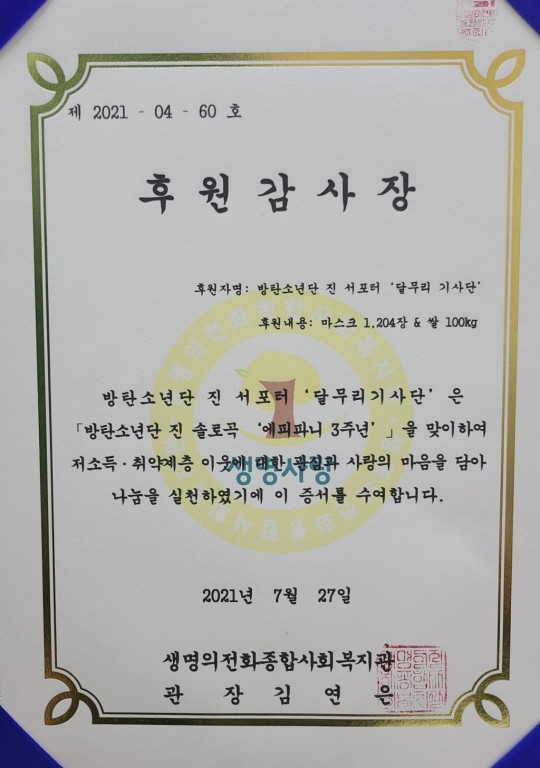 제 2021 - 04 - 60 호
후원감사장
후원자명: 방탄소년단 진 서포터 '달무리 기사단'
후원내용: 마스크 1,204장 & 쌀 100kg
방탄소년단 진 서포터 '달무리기사단' 은
「방탄소년단 진 솔로곡 '에피파니 3주년' 」을 맞이하여
저소득·취약계층 이웃에 대한 관심과 사랑의 마음을 담아
생명사랑
나눔을 실천하였기에 이 증서를 수여합니다.
2021년 7월 27일
생명의전화종합사회복지관
관 장 김 연 은